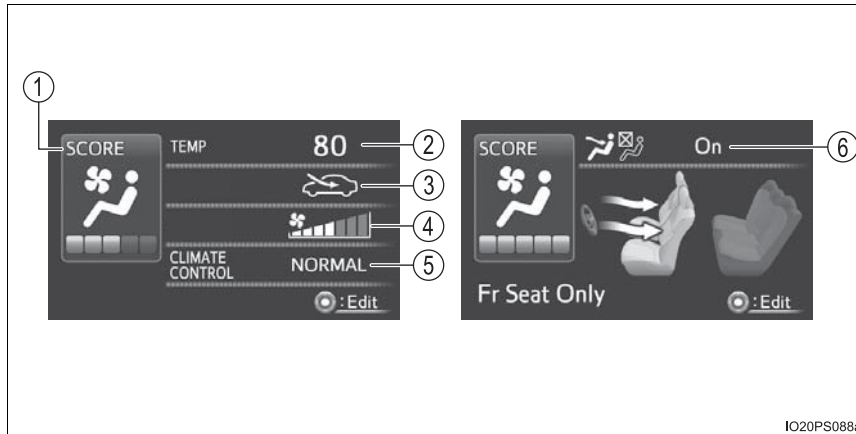 1
SCORE
TEMP
80
2
3
4
CLIMATE
CONTROL
NORMAL
5
:Edit
SCORE
On
6
Fr Seat Only
:Edit
IO20PS088a